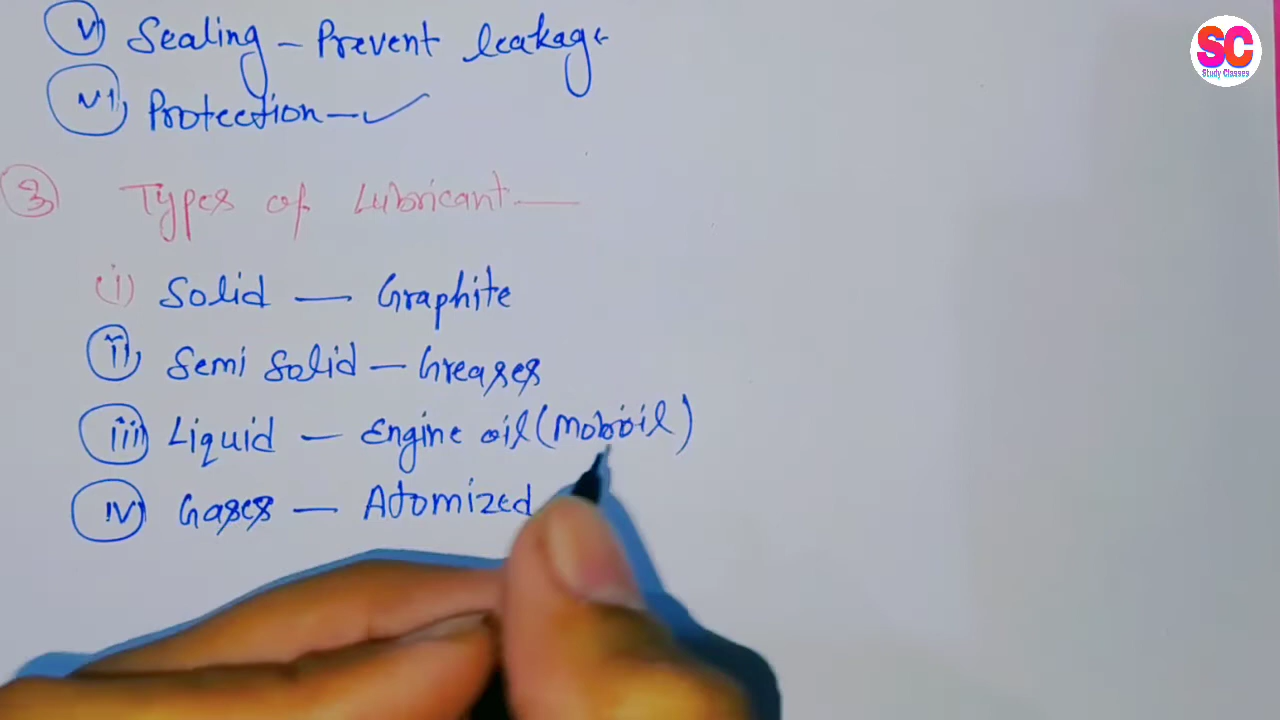 SC
Study Classes
(v) Sealing - Prevent leakage
(vi) Protection - ✓
(3) Types of Lubricant —
(i) Solid — Graphite
(ii) Semi Solid — Greases
(iii) Liquid — Engine oil (Moboil)
(iv) Gases — Atomized